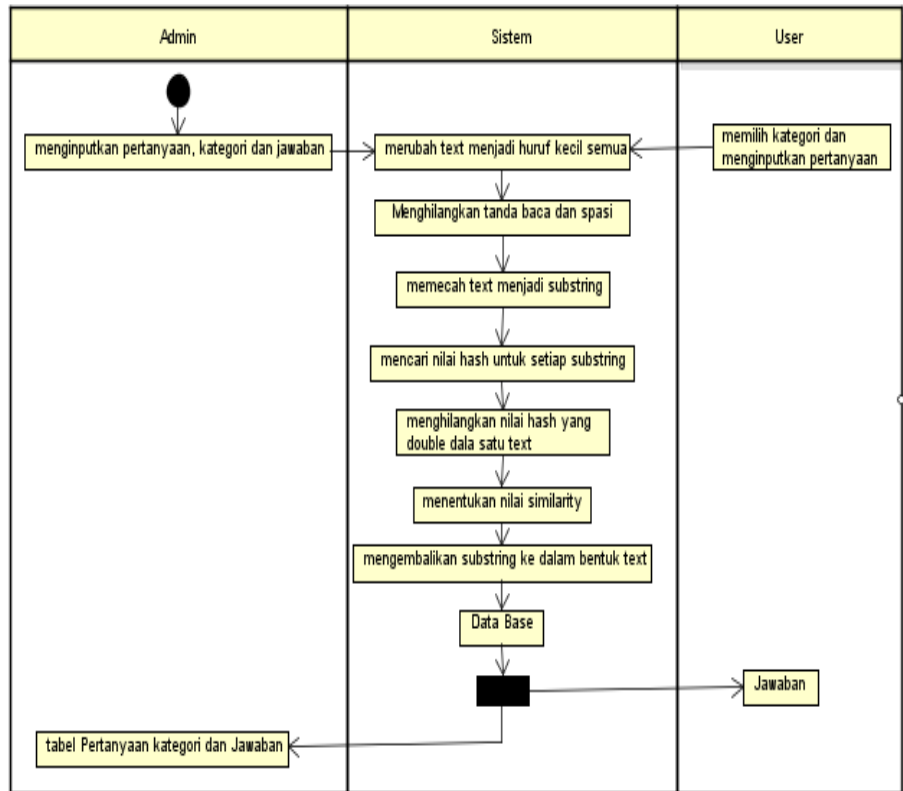 Admin
Sistem
User
menginputkan pertanyaan, kategori dan jawaban
merubah text menjadi huruf kecil semua
memilih kategori dan
menginputkan pertanyaan
Menghilangkan tanda baca dan spasi
memecah text menjadi substring
mencari nilai hash untuk setiap substring
menghilangkan nilai hash yang
double dala satu text
menentukan nilai similarity
mengembalikan substring ke dalam bentuk text
Data Base
Jawaban
tabel Pertanyaan kategori dan Jawaban